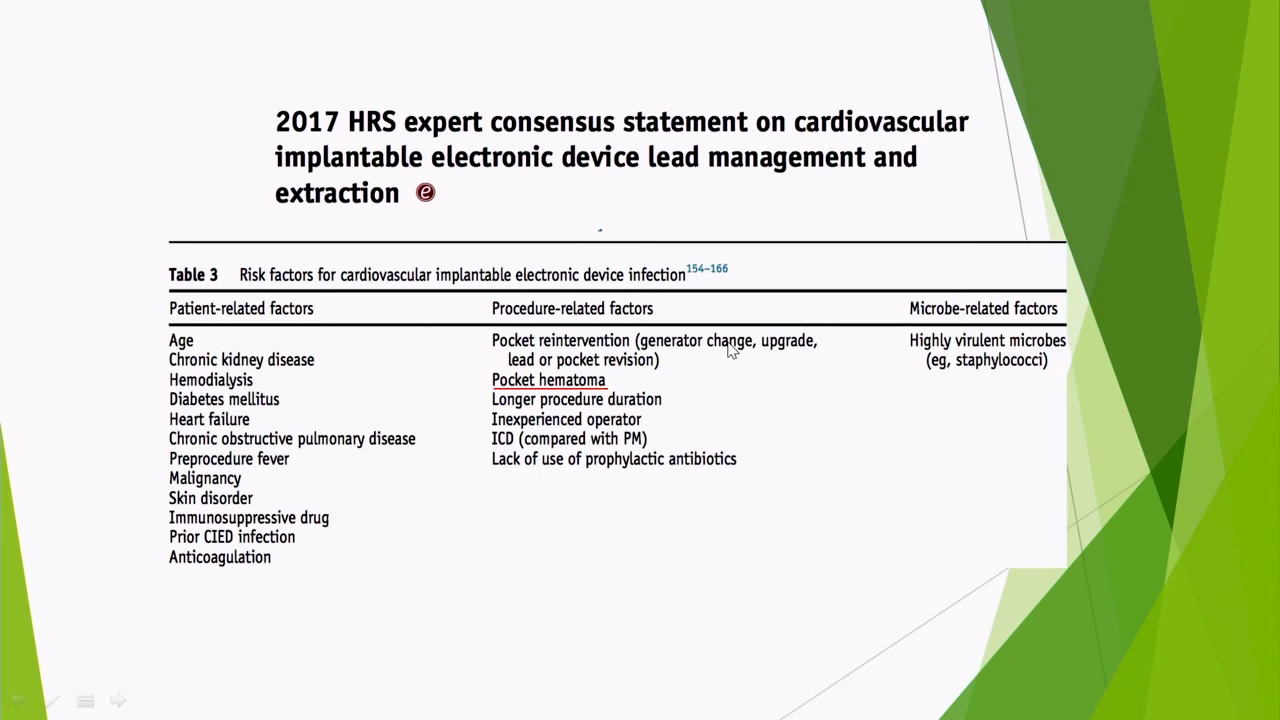 2017 HRS expert consensus statement on cardiovascular
implantable electronic device lead management and
extraction e
Table 3 Risk factors for cardiovascular implantable electronic device infection154–166
Patient-related factors Procedure-related factors Microbe-related factors
Age Pocket reintervention (generator change, upgrade, Highly virulent microbes
Chronic kidney disease lead or pocket revision) (eg, staphylococci)
Hemodialysis Pocket hematoma
Diabetes mellitus Longer procedure duration
Heart failure Inexperienced operator
Chronic obstructive pulmonary disease ICD (compared with PM)
Preprocedure fever Lack of use of prophylactic antibiotics
Malignancy
Skin disorder
Immunosuppressive drug
Prior CIED infection
Anticoagulation